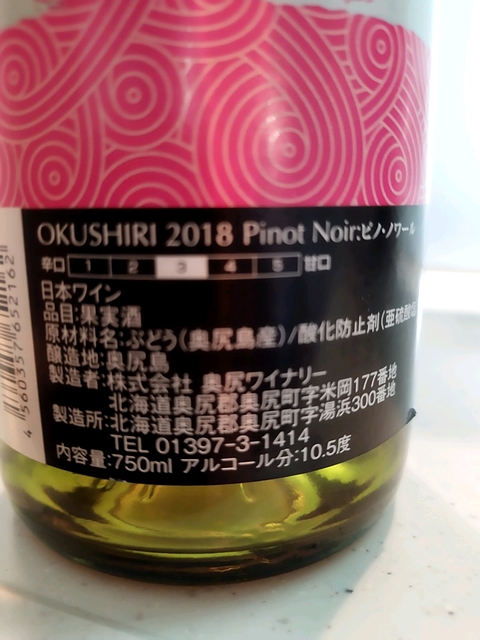 OKUSHIRI 2018 Pinot Noir:ピノ・ノワール
辛口 1 2 3 4 5 甘口
日本ワイン
品目:果実酒
原材料名:ぶどう(奥尻島産)/酸化防止剤(亜硫酸塩
醸造地:奥尻島
製造者:株式会社 奥尻ワイナリー
北海道奥尻郡奥尻町字米岡177番地
製造所:北海道奥尻郡奥尻町字湯浜300番地
TEL 01397-3-1414
内容量:750ml アルコール分:10.5度
4 560357 652162